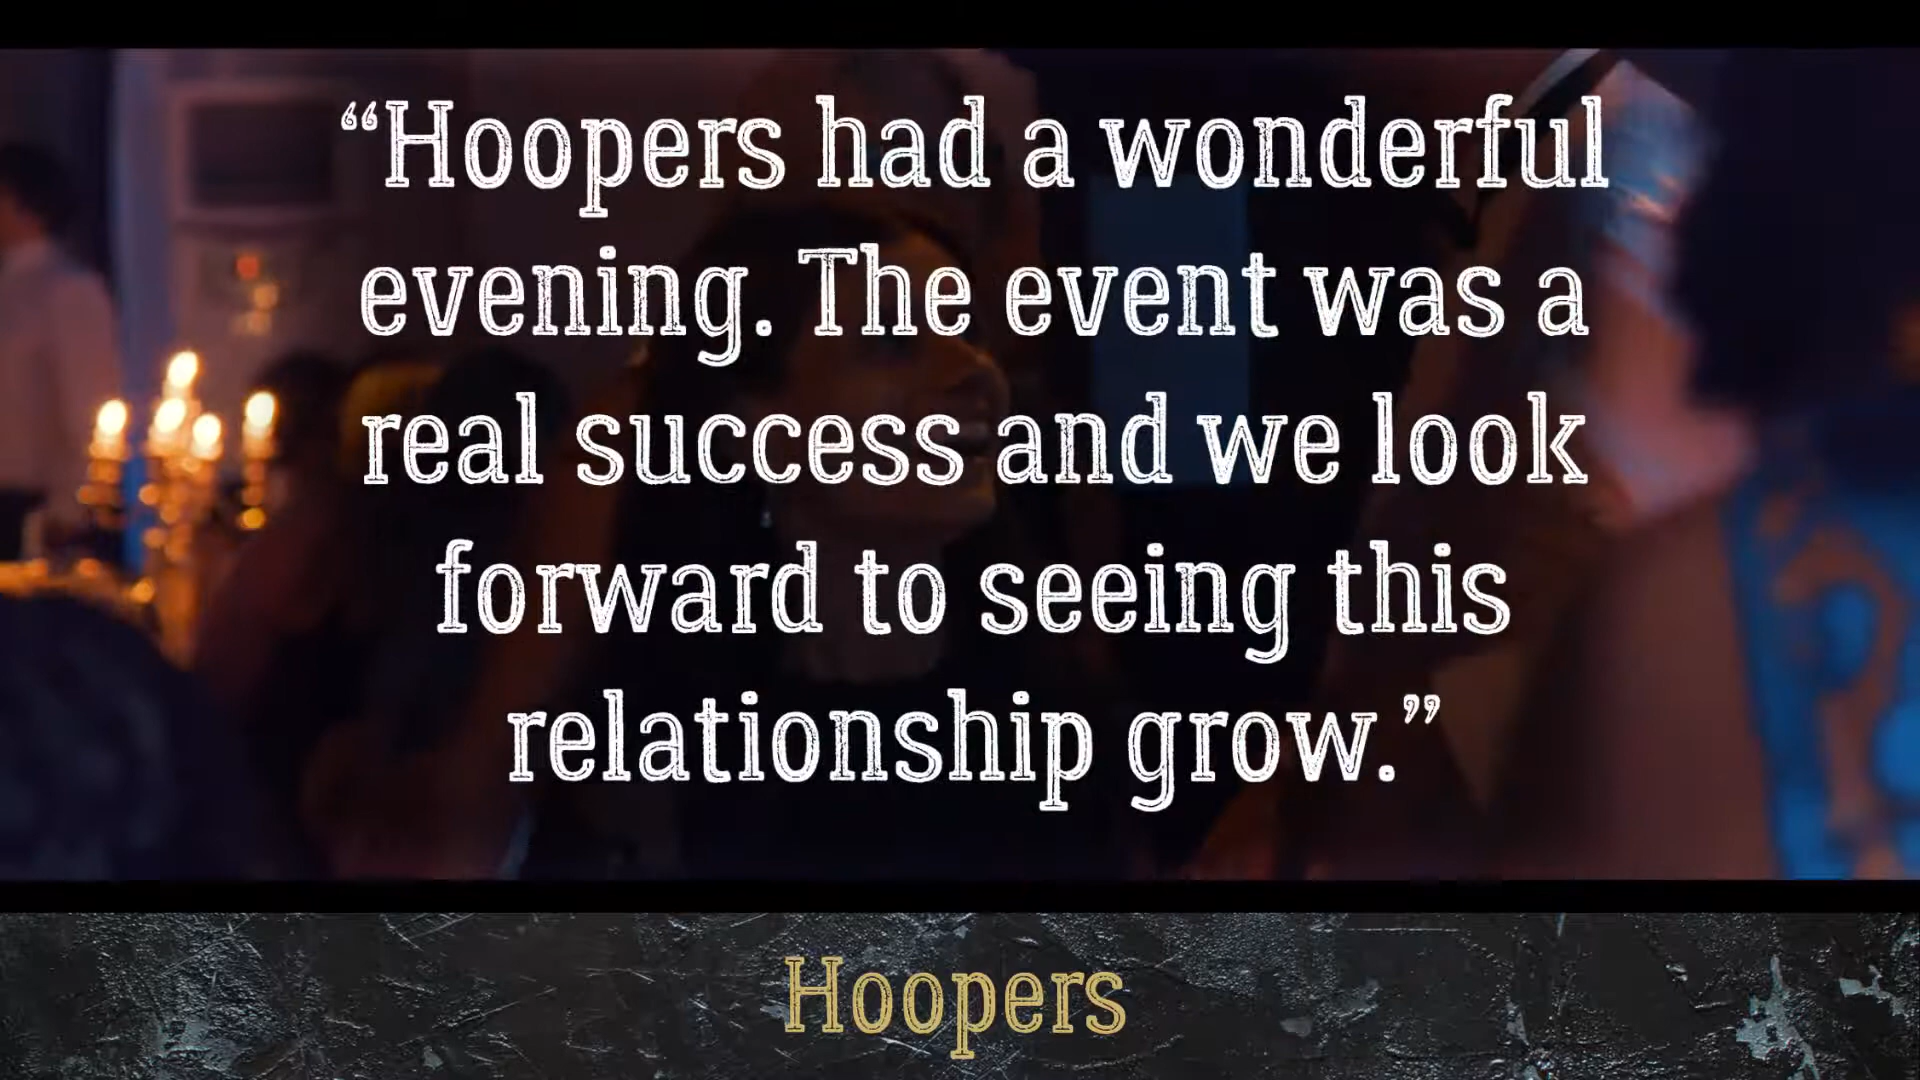 “Hoopers had a wonderful
evening. The event was a
real success and we look
forward to seeing this
relationship grow.”
Hoopers